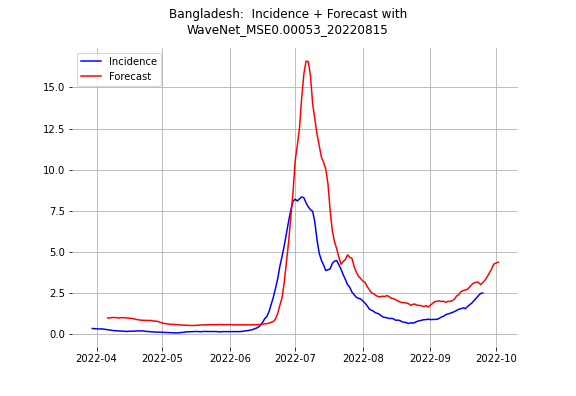 Bangladesh:  Incidence + Forecast with
WaveNet_MSE0.00053_20220815
Incidence
Forecast
15.0
12.5
10.0
7.5
5.0
2.5
0.0
2022-04 2022-05 2022-06 2022-07 2022-08 2022-09 2022-10